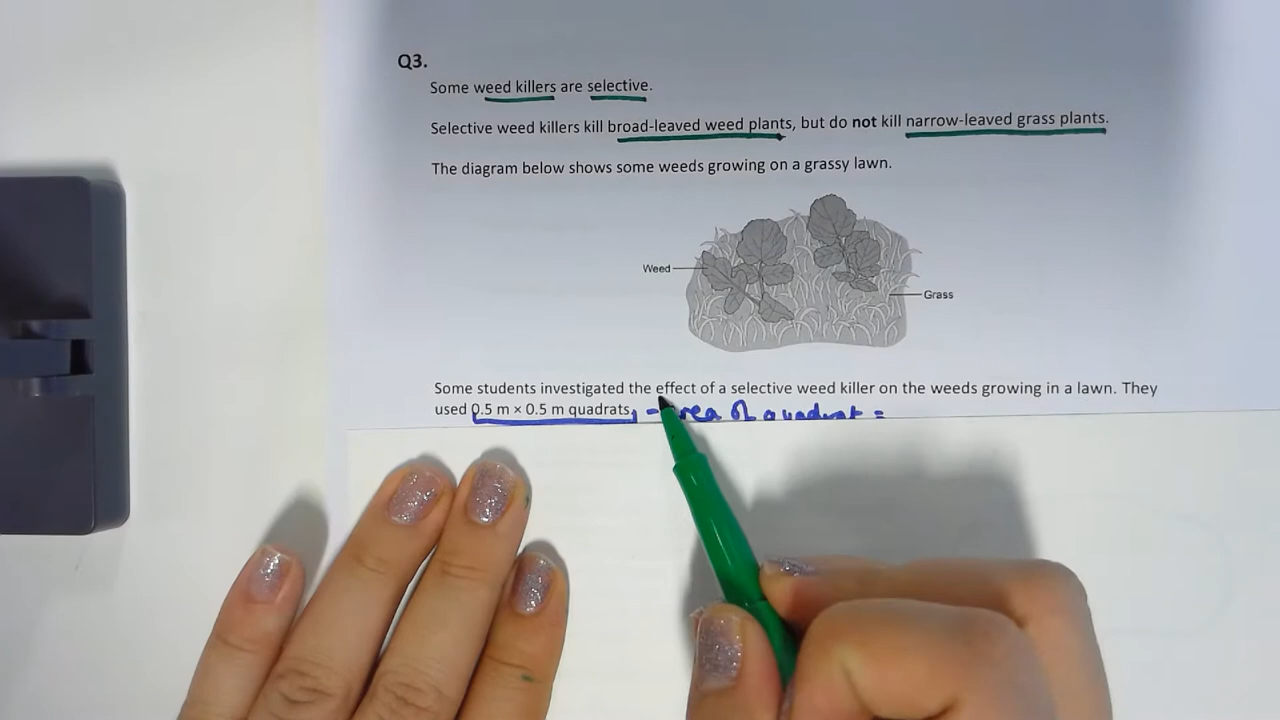 Q3.
Some weed killers are selective.
Selective weed killers kill broad-leaved weed plants, but do not kill narrow-leaved grass plants.
The diagram below shows some weeds growing on a grassy lawn.
Weed
Grass
Some students investigated the effect of a selective weed killer on the weeds growing in a lawn. They
used 0.5 m × 0.5 m quadrats. of quadrat =